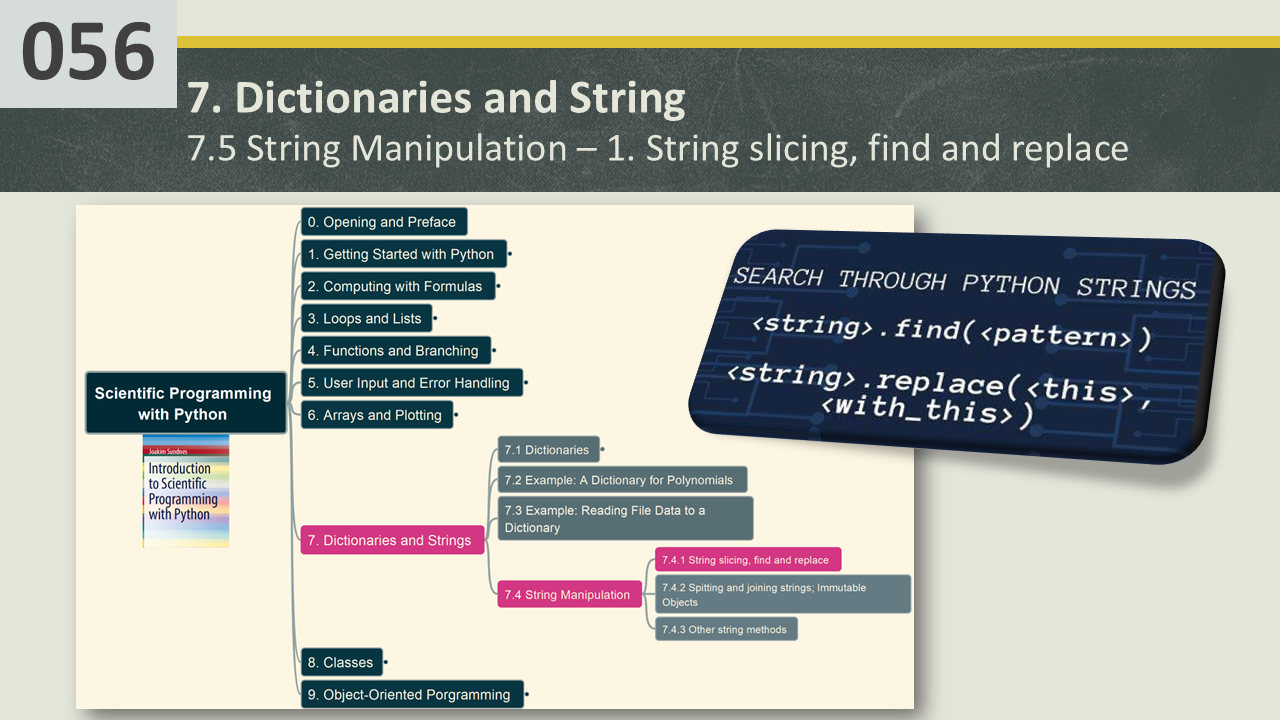 056
7. Dictionaries and String
7.5 String Manipulation – 1. String slicing, find and replace
0. Opening and Preface
1. Getting Started with Python
2. Computing with Formulas
3. Loops and Lists
4. Functions and Branching
5. User Input and Error Handling
6. Arrays and Plotting
Scientific Programming
with Python
Joakim Sundnes
Introduction
to Scientific
Programming
with Python
7. Dictionaries and Strings
7.1 Dictionaries
7.2 Example: A Dictionary for Polynomials
7.3 Example: Reading File Data to a
Dictionary
7.4 String Manipulation
7.4.1 String slicing, find and replace
7.4.2 Spitting and joining strings; Immutable
Objects
7.4.3 Other string methods
8. Classes
9. Object-Oriented Porgramming
SEARCH THROUGH PYTHON STRINGS
<string>.find(<pattern>)
<string>.replace(<this>,
<with_this>)